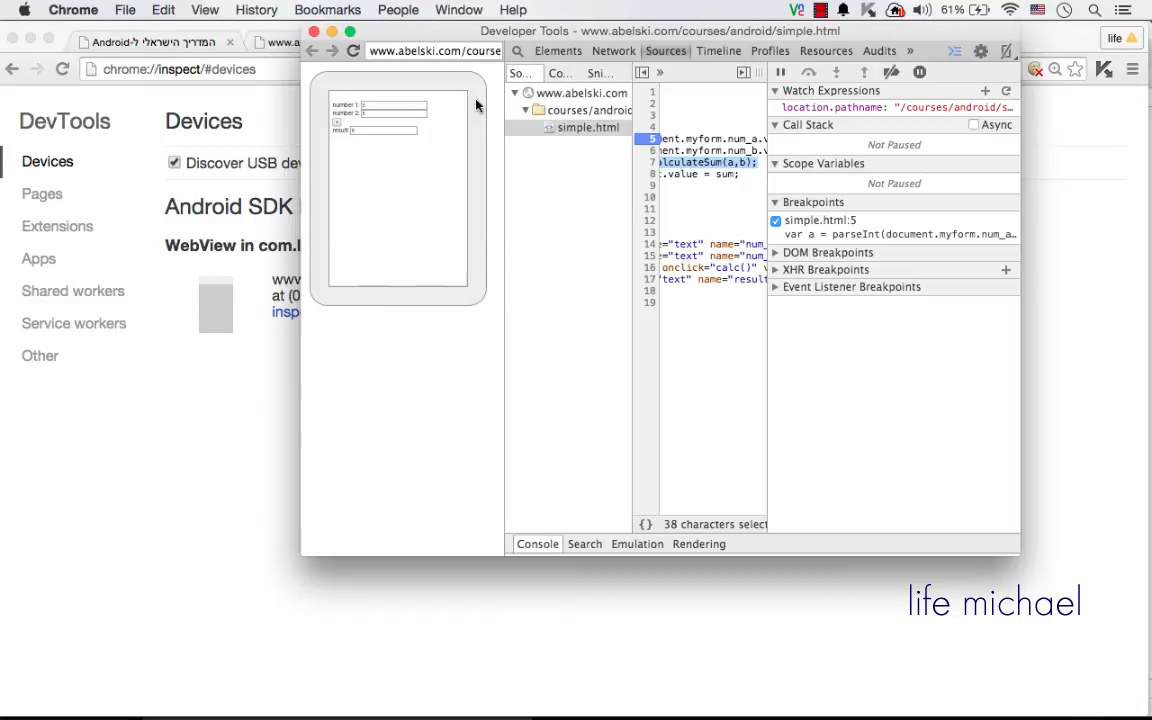 Chrome File Edit View History Bookmarks People Window Help 61%
Developer Tools - www.abelski.com/courses/android/simple.html
המדריך הישראלי ל-Android
www.a
life
chrome://inspect/#devices
www.abelski.com/course
Elements Network Sources Timeline Profiles Resources Audits »
So... Co... Sni...
www.abelski.com
courses/android
simple.html
number 1:
number 2:
result:
1
2
3
4
5 ent.myform.num_a.v
6 ent.myform.num_b.v
7 alculateSum(a,b);
8 t.value = sum;
9
10
11
12
13
14 ="text" name="num_
15 ="text" name="num_
16 onclick="calc()" v
17 "text" name="result
18
19
{} 38 characters select
Watch Expressions
location.pathname: "/courses/android/s...
Call Stack Async
Not Paused
Scope Variables
Not Paused
Breakpoints
simple.html:5
var a = parseInt(document.myform.num_a...
DOM Breakpoints
XHR Breakpoints
Event Listener Breakpoints
Console Search Emulation Rendering
DevTools
Devices
Pages
Extensions
Apps
Shared workers
Service workers
Other
Devices
Discover USB dev
Android SDK
WebView in com.l
www
at (0
insp
life michael